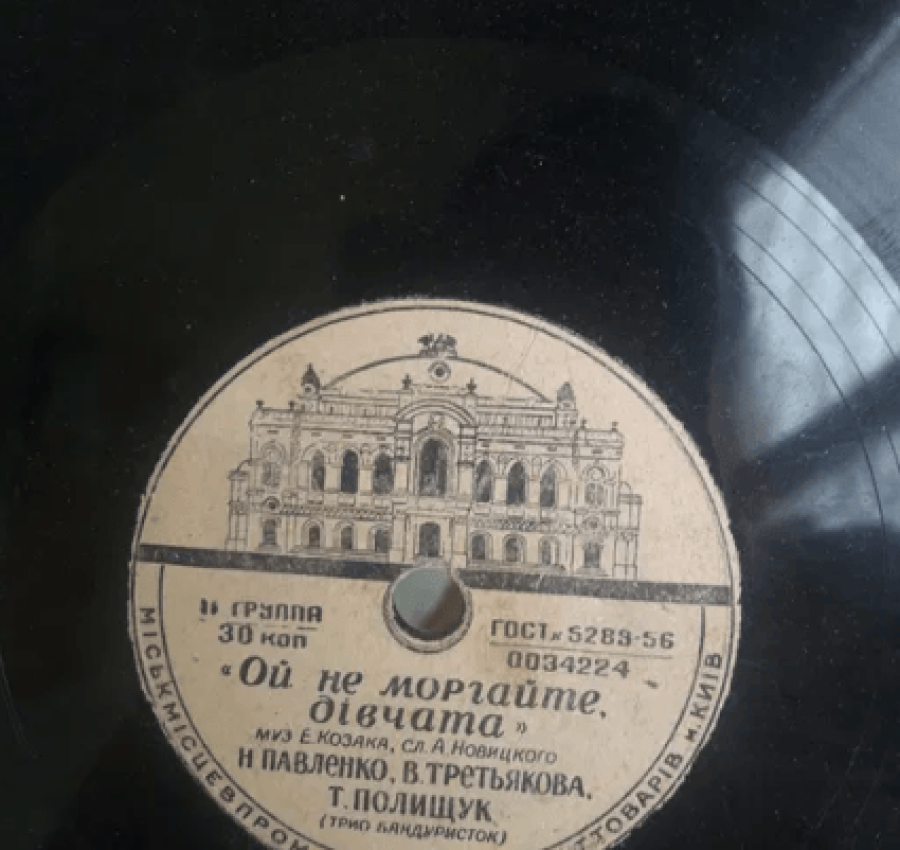 II ГРУППА
30 коп
ГОСТ 5289-56
0034224
«Ой не моргайте,
дівчата»
муз Е. Козака, сл. А. Новицкого
Н ПАВЛЕНКО, В. ТРЕТЬЯКОВА,
Т. ПОЛИЩУК
(ТРИО БАНДУРИСТОК)
МІСЬКМІСЦЕВПРОМ
м. КИЇВ